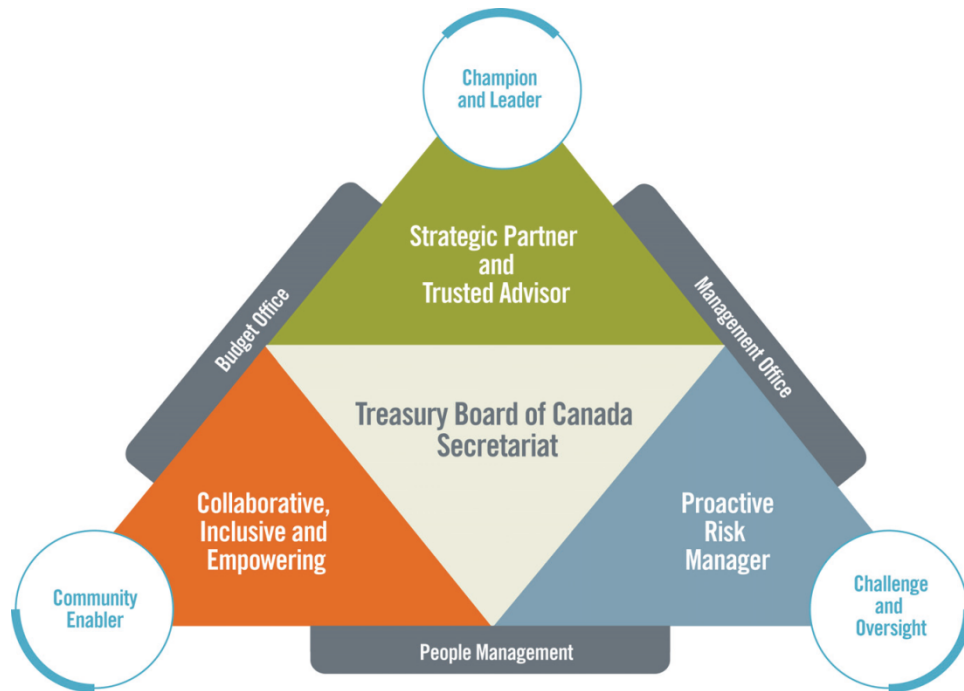 Champion
and Leader
Strategic Partner
and
Trusted Advisor
Budget Office
Management Office
Treasury Board of Canada
Secretariat
Collaborative,
Inclusive and
Empowering
Proactive
Risk
Manager
Community
Enabler
Challenge
and
Oversight
People Management